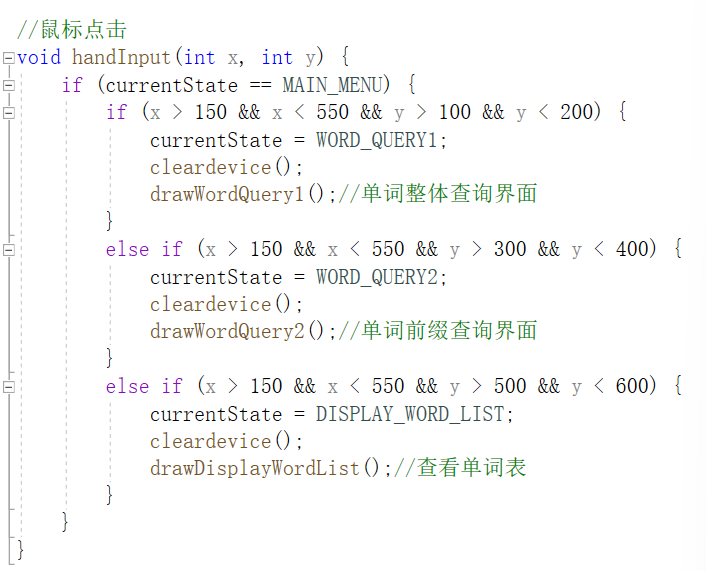 //鼠标点击
void handInput(int x, int y) {
    if (currentState == MAIN_MENU) {
        if (x > 150 && x < 550 && y > 100 && y < 200) {
            currentState = WORD_QUERY1;
            cleardevice();
            drawWordQuery1();//单词整体查询界面
        }
        else if (x > 150 && x < 550 && y > 300 && y < 400) {
            currentState = WORD_QUERY2;
            cleardevice();
            drawWordQuery2();//单词前缀查询界面
        }
        else if (x > 150 && x < 550 && y > 500 && y < 600) {
            currentState = DISPLAY_WORD_LIST;
            cleardevice();
            drawDisplayWordList();//查看单词表
        }
    }
}